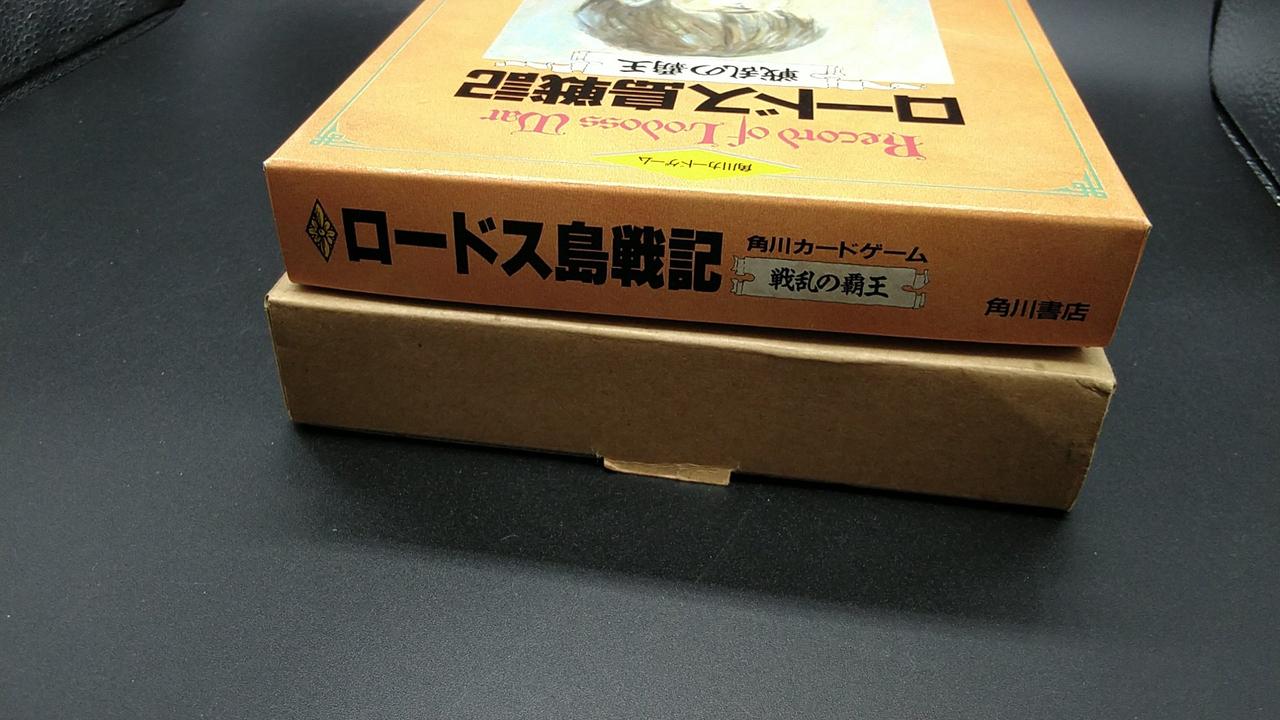 戦乱の覇王
ロードス島戦記
Record of Lodoss War
角川カードゲーム
ロードス島戦記
角川カードゲーム
戦乱の覇王
角川書店